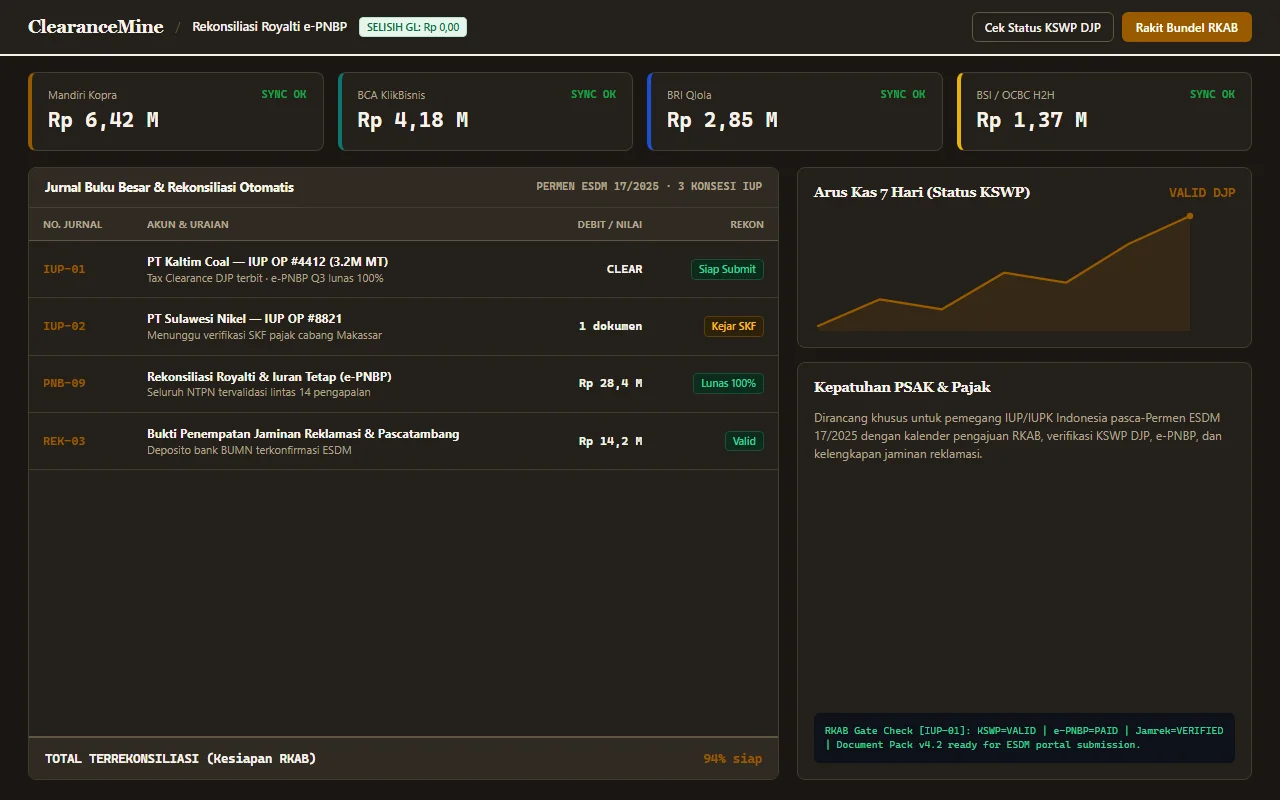 ClearanceMine / Rekonsiliasi Royalti e-PNBP SELISIH GL: Rp 0,00 Cek Status KSWP DJP Rakit Bundel RKAB
Mandiri Kopra SYNC OK
Rp 6,42 M
BCA KlikBisnis SYNC OK
Rp 4,18 M
BRI Qlola SYNC OK
Rp 2,85 M
BSI / OCBC H2H SYNC OK
Rp 1,37 M
Jurnal Buku Besar & Rekonsiliasi Otomatis PERMEN ESDM 17/2025 · 3 KONSESI IUP
NO. JURNAL AKUN & URAIAN DEBIT / NILAI REKON
IUP-01 PT Kaltim Coal — IUP OP #4412 (3.2M MT) CLEAR Siap Submit
Tax Clearance DJP terbit · e-PNBP Q3 lunas 100%
IUP-02 PT Sulawesi Nikel — IUP OP #8821 1 dokumen Kejar SKF
Menunggu verifikasi SKF pajak cabang Makassar
PNB-09 Rekonsiliasi Royalti & Iuran Tetap (e-PNBP) Rp 28,4 M Lunas 100%
Seluruh NTPN tervalidasi lintas 14 pengapalan
REK-03 Bukti Penempatan Jaminan Reklamasi & Pascatambang Rp 14,2 M Valid
Deposito bank BUMN terkonfirmasi ESDM
TOTAL TERREKONSILIASI (Kesiapan RKAB) 94% siap
Arus Kas 7 Hari (Status KSWP) VALID DJP
Kepatuhan PSAK & Pajak
Dirancang khusus untuk pemegang IUP/IUPK Indonesia pasca-Permen ESDM
17/2025 dengan kalender pengajuan RKAB, verifikasi KSWP DJP, e-PNBP, dan
kelengkapan jaminan reklamasi.
RKAB Gate Check [IUP-01]: KSWP=VALID | e-PNBP=PAID | Jamrek=VERIFIED
| Document Pack v4.2 ready for ESDM portal submission.